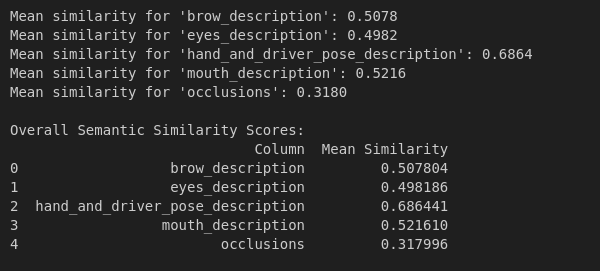 Mean similarity for 'brow_description': 0.5078
Mean similarity for 'eyes_description': 0.4982
Mean similarity for 'hand_and_driver_pose_description': 0.6864
Mean similarity for 'mouth_description': 0.5216
Mean similarity for 'occlusions': 0.3180

Overall Semantic Similarity Scores:
                             Column  Mean Similarity
0                  brow_description         0.507804
1                  eyes_description         0.498186
2  hand_and_driver_pose_description         0.686441
3                 mouth_description         0.521610
4                        occlusions         0.317996